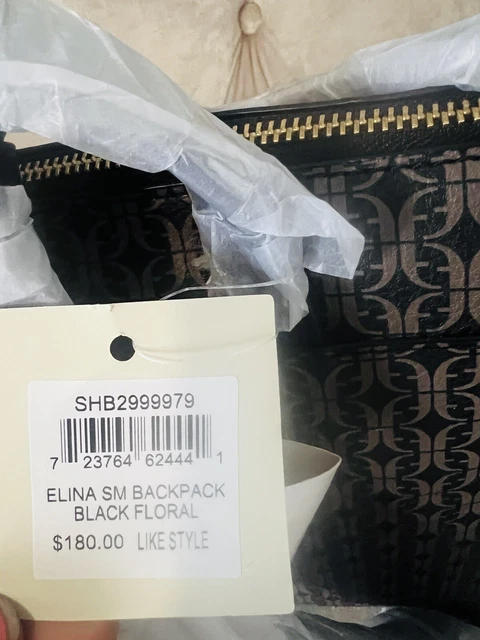 SHB2999979
7 23764 62444 1
ELINA SM BACKPACK
BLACK FLORAL
$180.00 LIKE STYLE